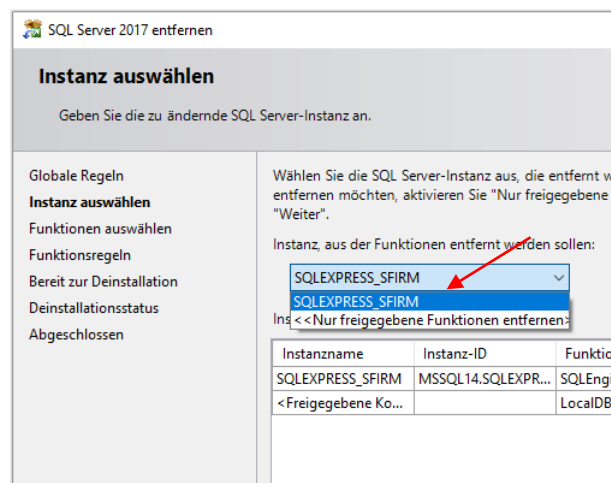 SQL Server 2017 entfernen
Instanz auswählen
Geben Sie die zu ändernde SQL Server-Instanz an.
Globale Regeln
Instanz auswählen
Funktionen auswählen
Funktionsregeln
Bereit zur Deinstallation
Deinstallationsstatus
Abgeschlossen
Wählen Sie die SQL Server-Instanz aus, die entfernt w
entfernen möchten, aktivieren Sie "Nur freigegebene
"Weiter".
Instanz, aus der Funktionen entfernt werden sollen:
SQLEXPRESS_SFIRM
SQLEXPRESS_SFIRM
<<Nur freigegebene Funktionen entfernen>
Ins
Instanzname Instanz-ID Funktio
SQLEXPRESS_SFIRM MSSQL14.SQLEXPR... SQLEngi
<Freigegebene Ko... LocalDB